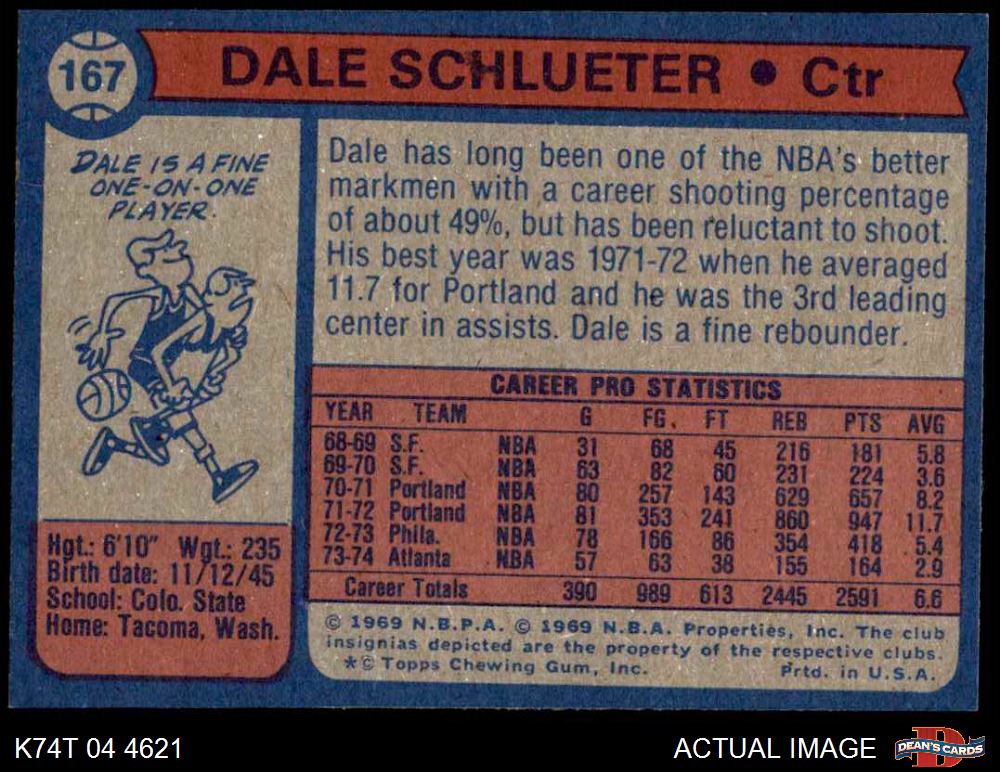 167
DALE SCHLUETER • Ctr
DALE IS A FINE
ONE-ON-ONE
PLAYER.
Dale has long been one of the NBA's better
markmen with a career shooting percentage
of about 49%, but has been reluctant to shoot.
His best year was 1971-72 when he averaged
11.7 for Portland and he was the 3rd leading
center in assists. Dale is a fine rebounder.
CAREER PRO STATISTICS
YEAR TEAM G FG. FT REB PTS AVG
68-69 S.F. NBA 31 68 45 216 181 5.8
69-70 S.F. NBA 63 82 60 231 224 3.6
70-71 Portland NBA 80 257 143 629 657 8.2
71-72 Portland NBA 81 353 241 860 947 11.7
72-73 Phila. NBA 78 166 86 354 418 5.4
73-74 Atlanta NBA 57 63 38 155 164 2.9
Career Totals 390 989 613 2445 2591 6.6
Hgt.: 6'10" Wgt.: 235
Birth date: 11/12/45
School: Colo. State
Home: Tacoma, Wash.
© 1969 N.B.P.A. © 1969 N.B.A. Properties, Inc. The club
insignias depicted are the property of the respective clubs.
*© Topps Chewing Gum, Inc. Prtd. in U.S.A.
K74T 04 4621
ACTUAL IMAGE
D
DEAN'S CARDS